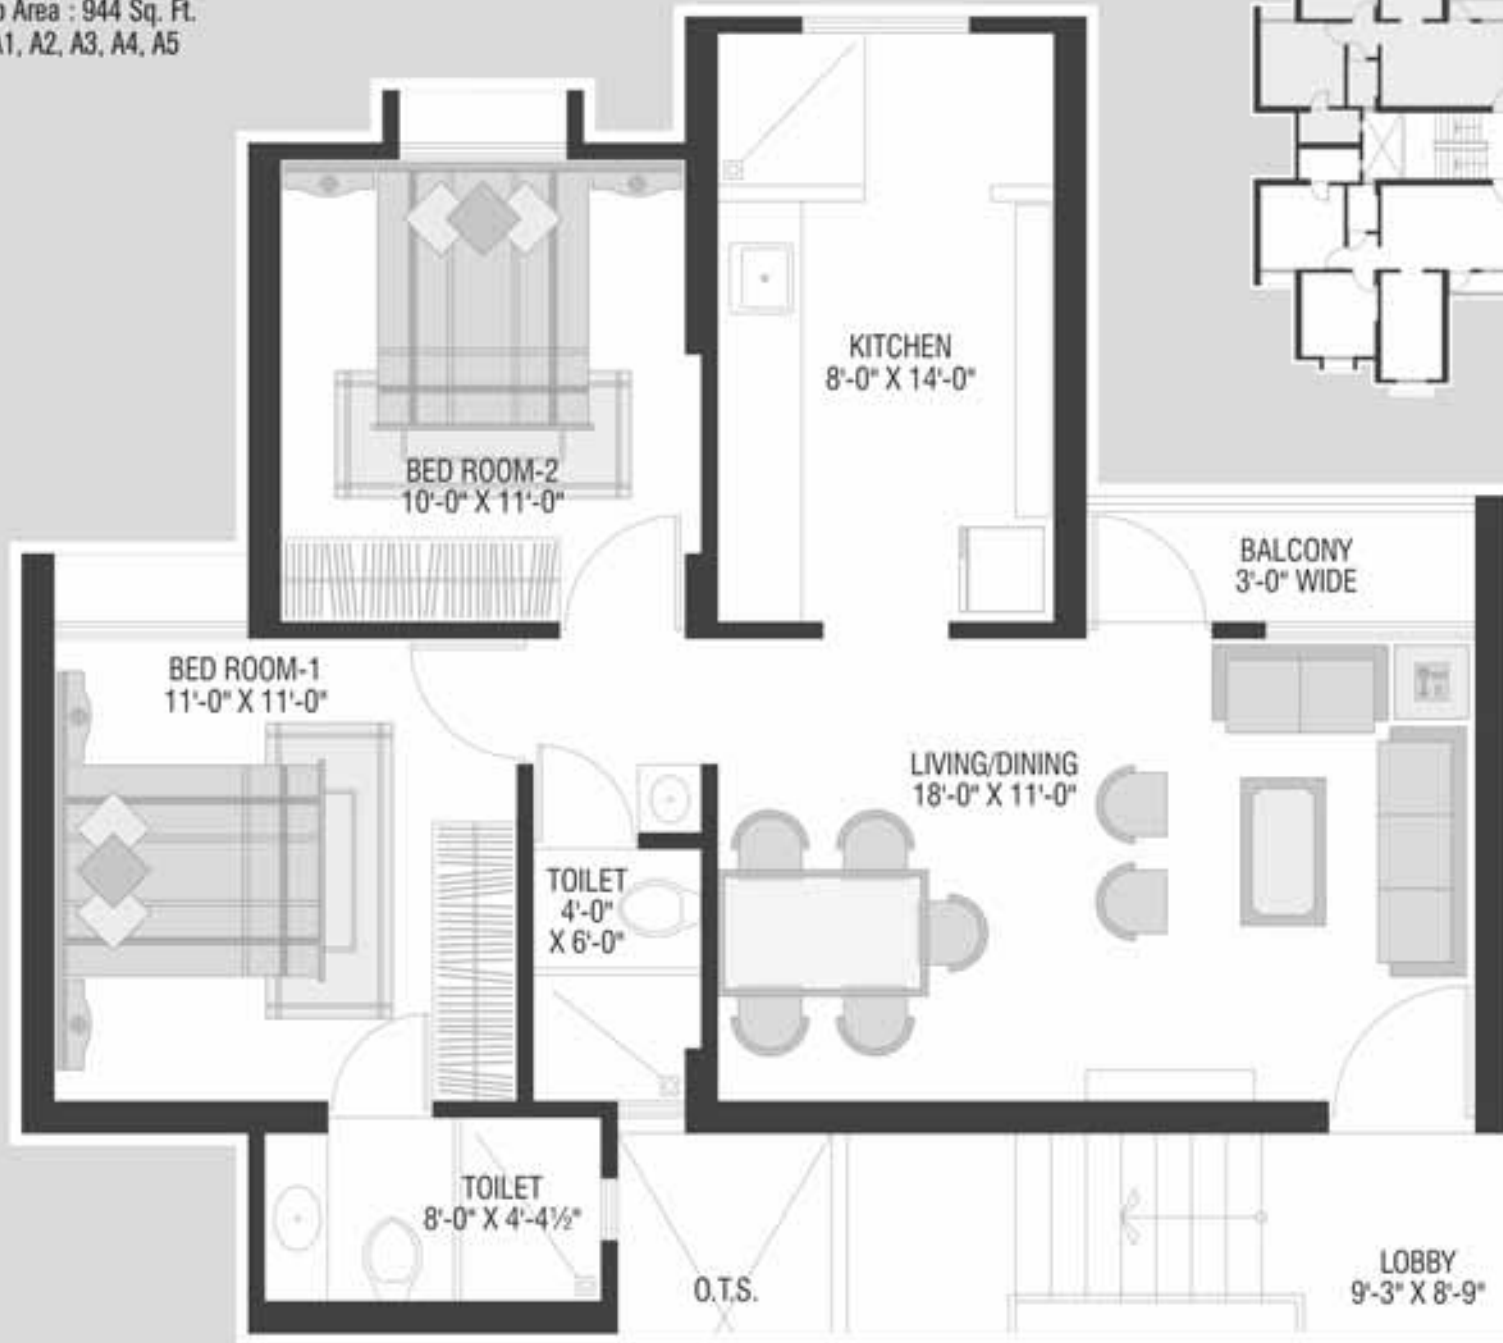 Area : 944 Sq. Ft.
A1, A2, A3, A4, A5
KITCHEN
8'-0" X 14'-0"
BED ROOM-2
10'-0" X 11'-0"
BALCONY
3'-0" WIDE
BED ROOM-1
11'-0" X 11'-0"
LIVING/DINING
18'-0" X 11'-0"
TOILET
4'-0"
X 6'-0"
TOILET
8'-0" X 4'-4½"
O.T.S.
LOBBY
9'-3" X 8'-9"